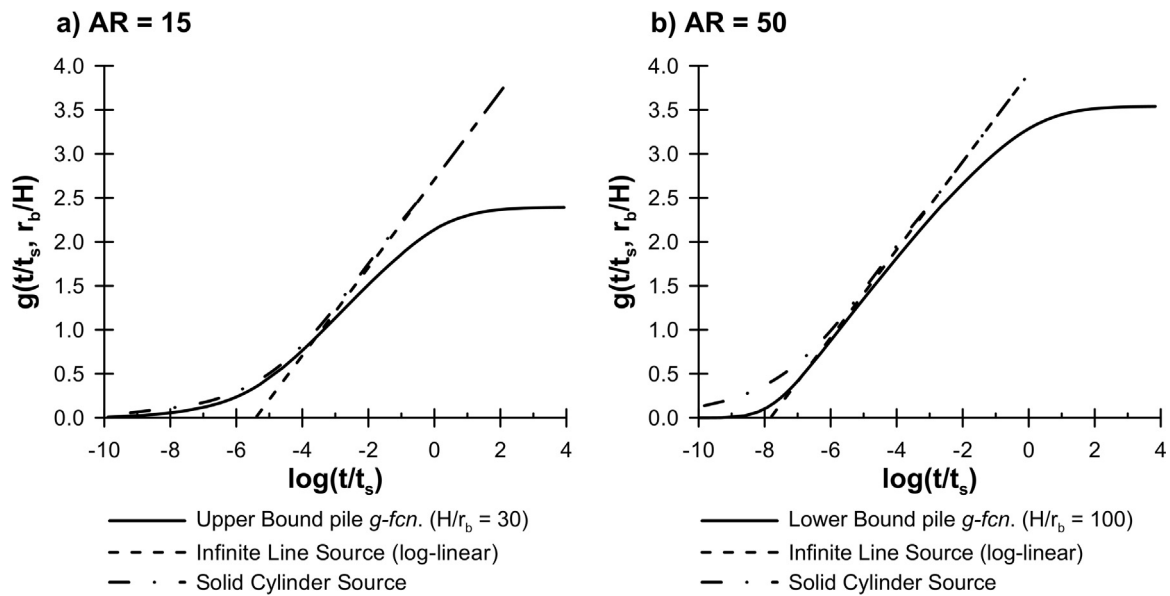 a) AR = 15
4.0
3.5
3.0
2.5
2.0
1.5
1.0
0.5
0.0
g(t/ts, rb/H)
-10 -8 -6 -4 -2 0 2 4
log(t/ts)
Upper Bound pile g-fcn. (H/rb = 30)
Infinite Line Source (log-linear)
Solid Cylinder Source
b) AR = 50
4.0
3.5
3.0
2.5
2.0
1.5
1.0
0.5
0.0
g(t/ts, rb/H)
-10 -8 -6 -4 -2 0 2 4
log(t/ts)
Lower Bound pile g-fcn. (H/rb = 100)
Infinite Line Source (log-linear)
Solid Cylinder Source